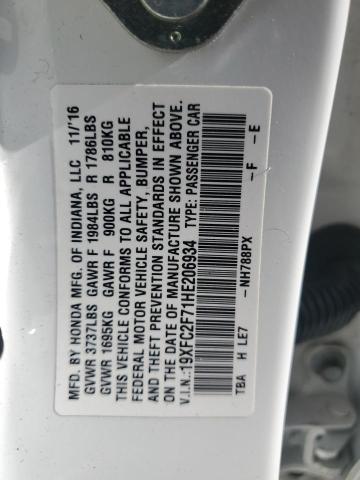 MFD. BY HONDA MFG. OF INDIANA, LLC 11/16
GVWR 3737LBS GAWR F 1984LBS R 1786LBS
GVWR 1695KG GAWR F 900KG R 810KG
THIS VEHICLE CONFORMS TO ALL APPLICABLE
FEDERAL MOTOR VEHICLE SAFETY, BUMPER,
AND THEFT PREVENTION STANDARDS IN EFFECT
ON THE DATE OF MANUFACTURE SHOWN ABOVE.
V.I.N.: 19XFC2F71HE206934 TYPE: PASSENGER CAR
TBA H LE7 - NH788PX - F - E